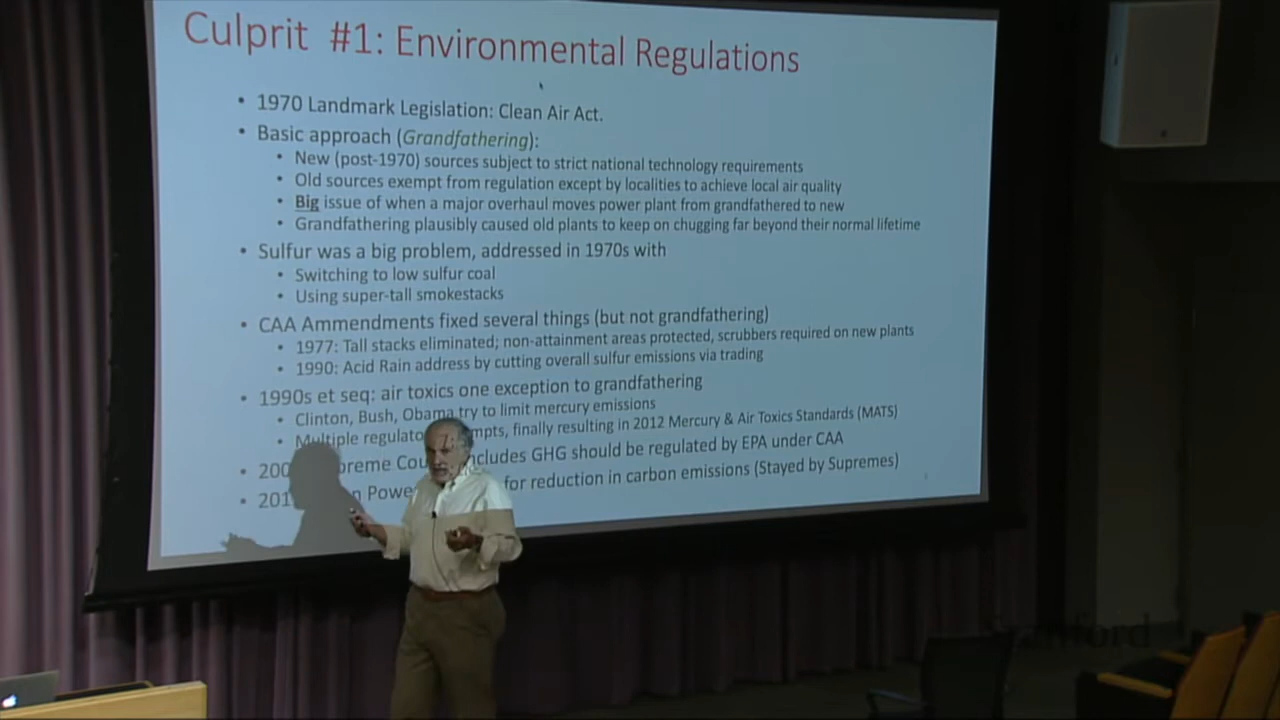 Culprit #1: Environmental Regulations
• 1970 Landmark Legislation: Clean Air Act.
• Basic approach (Grandfathering):
• New (post-1970) sources subject to strict national technology requirements
• Old sources exempt from regulation except by localities to achieve local air quality
• Big issue of when a major overhaul moves power plant from grandfathered to new
• Grandfathering plausibly caused old plants to keep on chugging far beyond their normal lifetime
• Sulfur was a big problem, addressed in 1970s with
• Switching to low sulfur coal
• Using super-tall smokestacks
• CAA Ammendments fixed several things (but not grandfathering)
• 1977: Tall stacks eliminated; non-attainment areas protected, scrubbers required on new plants
• 1990: Acid Rain address by cutting overall sulfur emissions via trading
• 1990s et seq: air toxics one exception to grandfathering
• Clinton, Bush, Obama try to limit mercury emissions
• Multiple finally resulting in 2012 Mercury & Air Toxics Standards (MATS)
• GHG should be regulated by EPA under CAA
• for reduction in carbon emissions (Stayed by Supremes)
Stanford